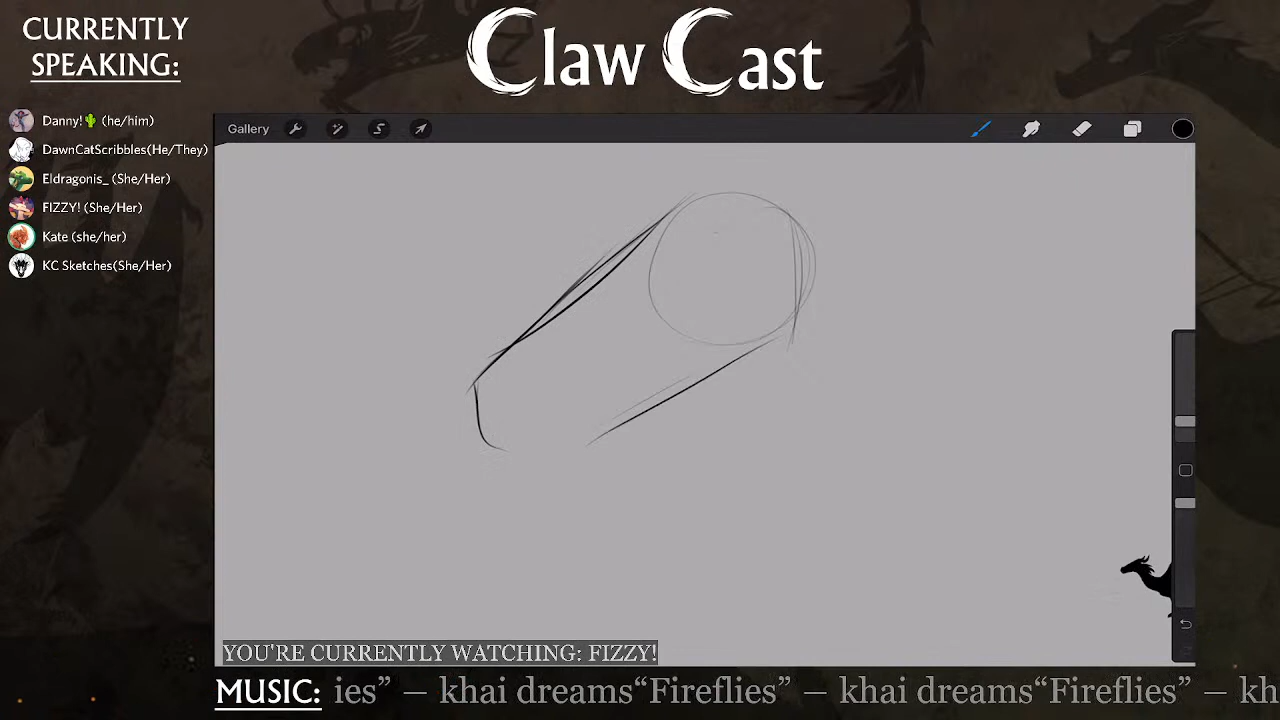 CURRENTLY
SPEAKING:
Claw Cast
Danny!🌵 (he/him)
DawnCatScribbles(He/They)
Eldragonis_ (She/Her)
FIZZY! (She/Her)
Kate (she/her)
KC Sketches(She/Her)
Gallery
YOU'RE CURRENTLY WATCHING: FIZZY!
MUSIC: ies” — khai dreams“Fireflies” — khai dreams“Fireflies” — kh